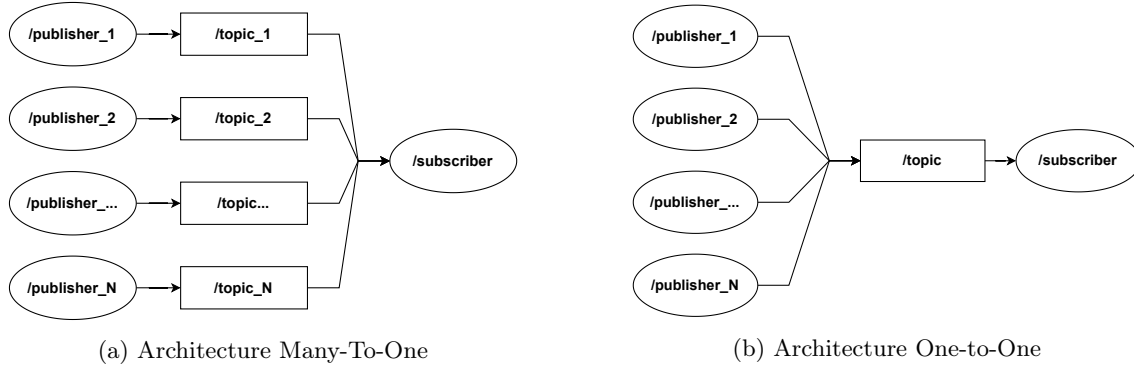 /publisher_1
/topic_1
/publisher_2
/topic_2
/subscriber
/publisher_...
/topic...
/publisher_N
/topic_N
(a) Architecture Many-To-One
/publisher_1
/publisher_2
/topic
/subscriber
/publisher_...
/publisher_N
(b) Architecture One-to-One